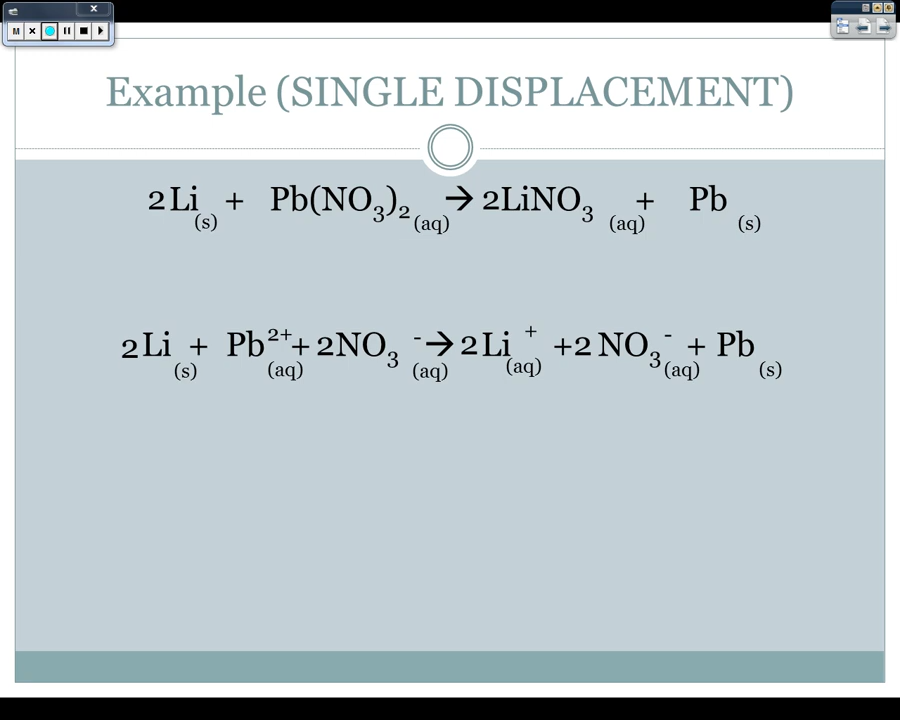 M
Example (SINGLE DISPLACEMENT)
2Li (s) + Pb(NO₃)₂ (aq) → 2LiNO₃ (aq) + Pb (s)
2Li (s) + Pb²⁺ (aq) + 2NO₃⁻ (aq) → 2Li⁺ (aq) + 2NO₃⁻ (aq) + Pb (s)